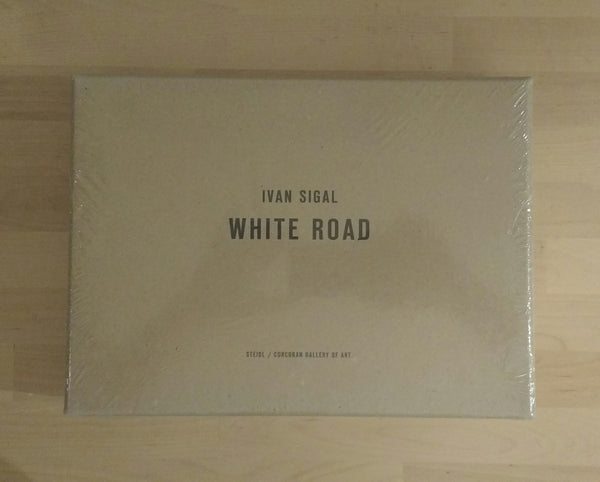 IVAN SIGAL
WHITE ROAD
STEIDL / CORCORAN GALLERY OF ART